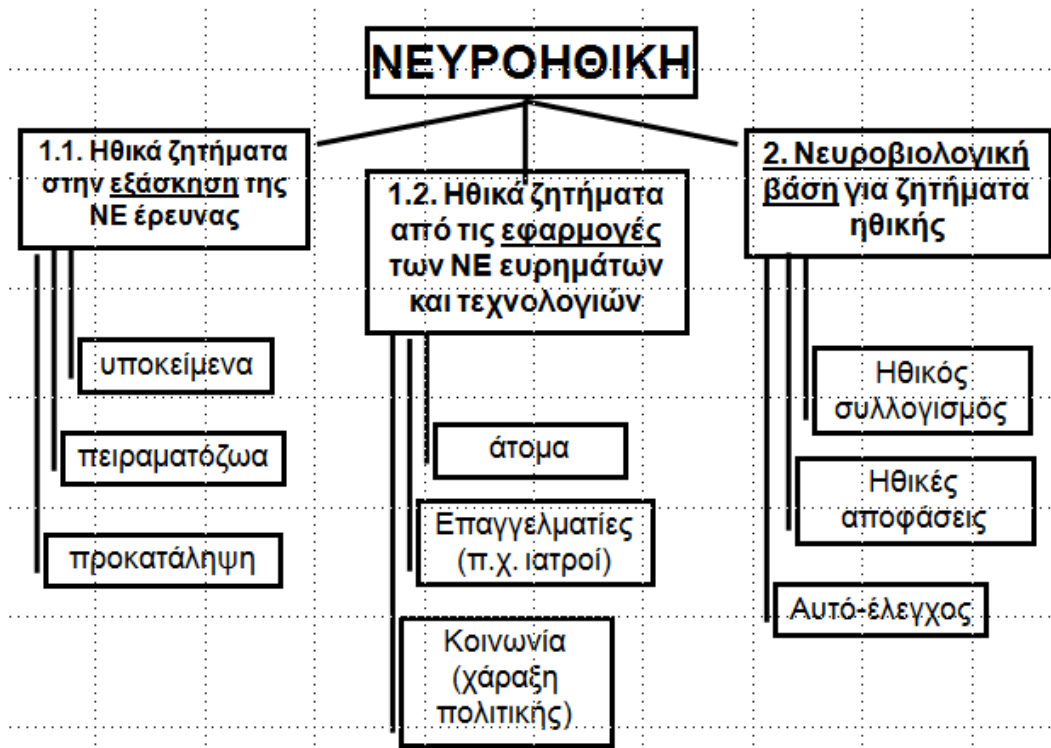 ΝΕΥΡΟΗΘΙΚΗ
1.1. Ηθικά ζητήματα
στην εξάσκηση της
ΝΕ έρευνας
υποκείμενα
πειραματόζωα
προκατάληψη
1.2. Ηθικά ζητήματα
από τις εφαρμογές
των ΝΕ ευρημάτων
και τεχνολογιών
άτομα
Επαγγελματίες
(π.χ. ιατροί)
Κοινωνία
(χάραξη
πολιτικής)
2. Νευροβιολογική
βάση για ζητήματα
ηθικής
Ηθικός
συλλογισμός
Ηθικές
αποφάσεις
Αυτό-έλεγχος